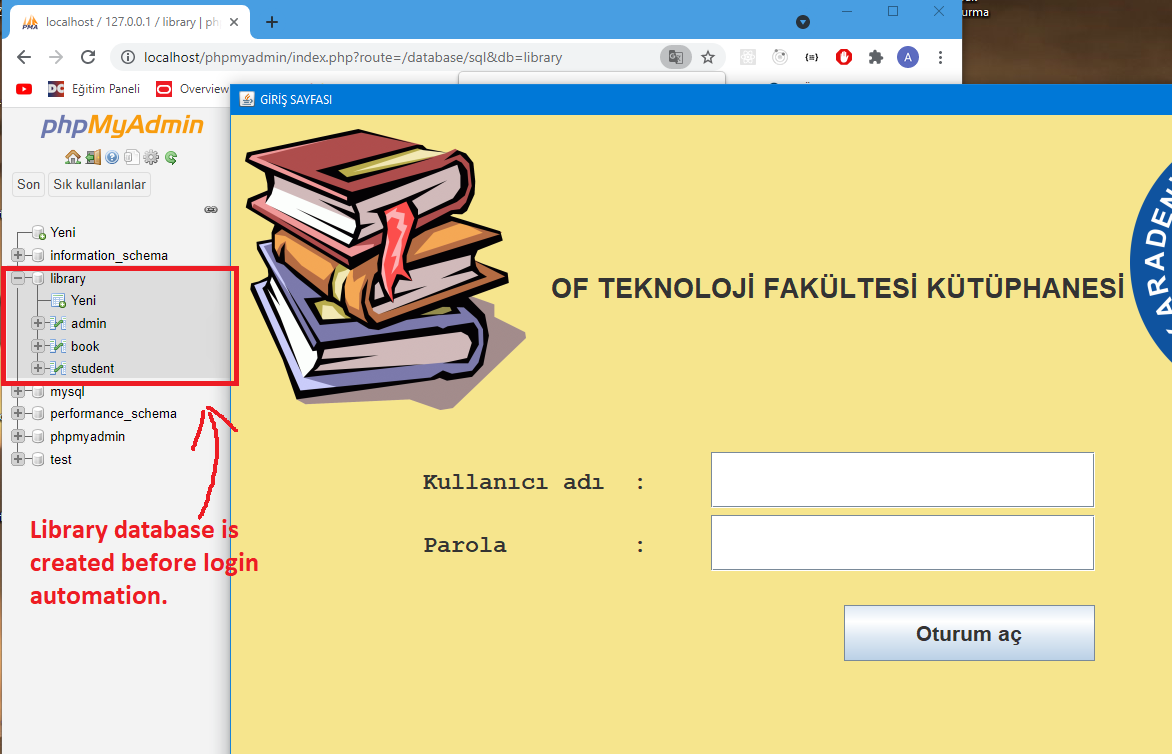 localhost / 127.0.0.1 / library | ph
urma
localhost/phpmyadmin/index.php?route=/database/sql&db=library
A
DC Eğitim Paneli
Overview
GİRİŞ SAYFASI
phpMyAdmin
Son
Sık kullanılanlar
Yeni
information_schema
library
Yeni
admin
book
student
mysql
performance_schema
phpmyadmin
test
Library database is
created before login
automation.
OF TEKNOLOJİ FAKÜLTESİ KÜTÜPHANESİ
ARADEN
Kullanıcı adı :
Parola :
Oturum aç